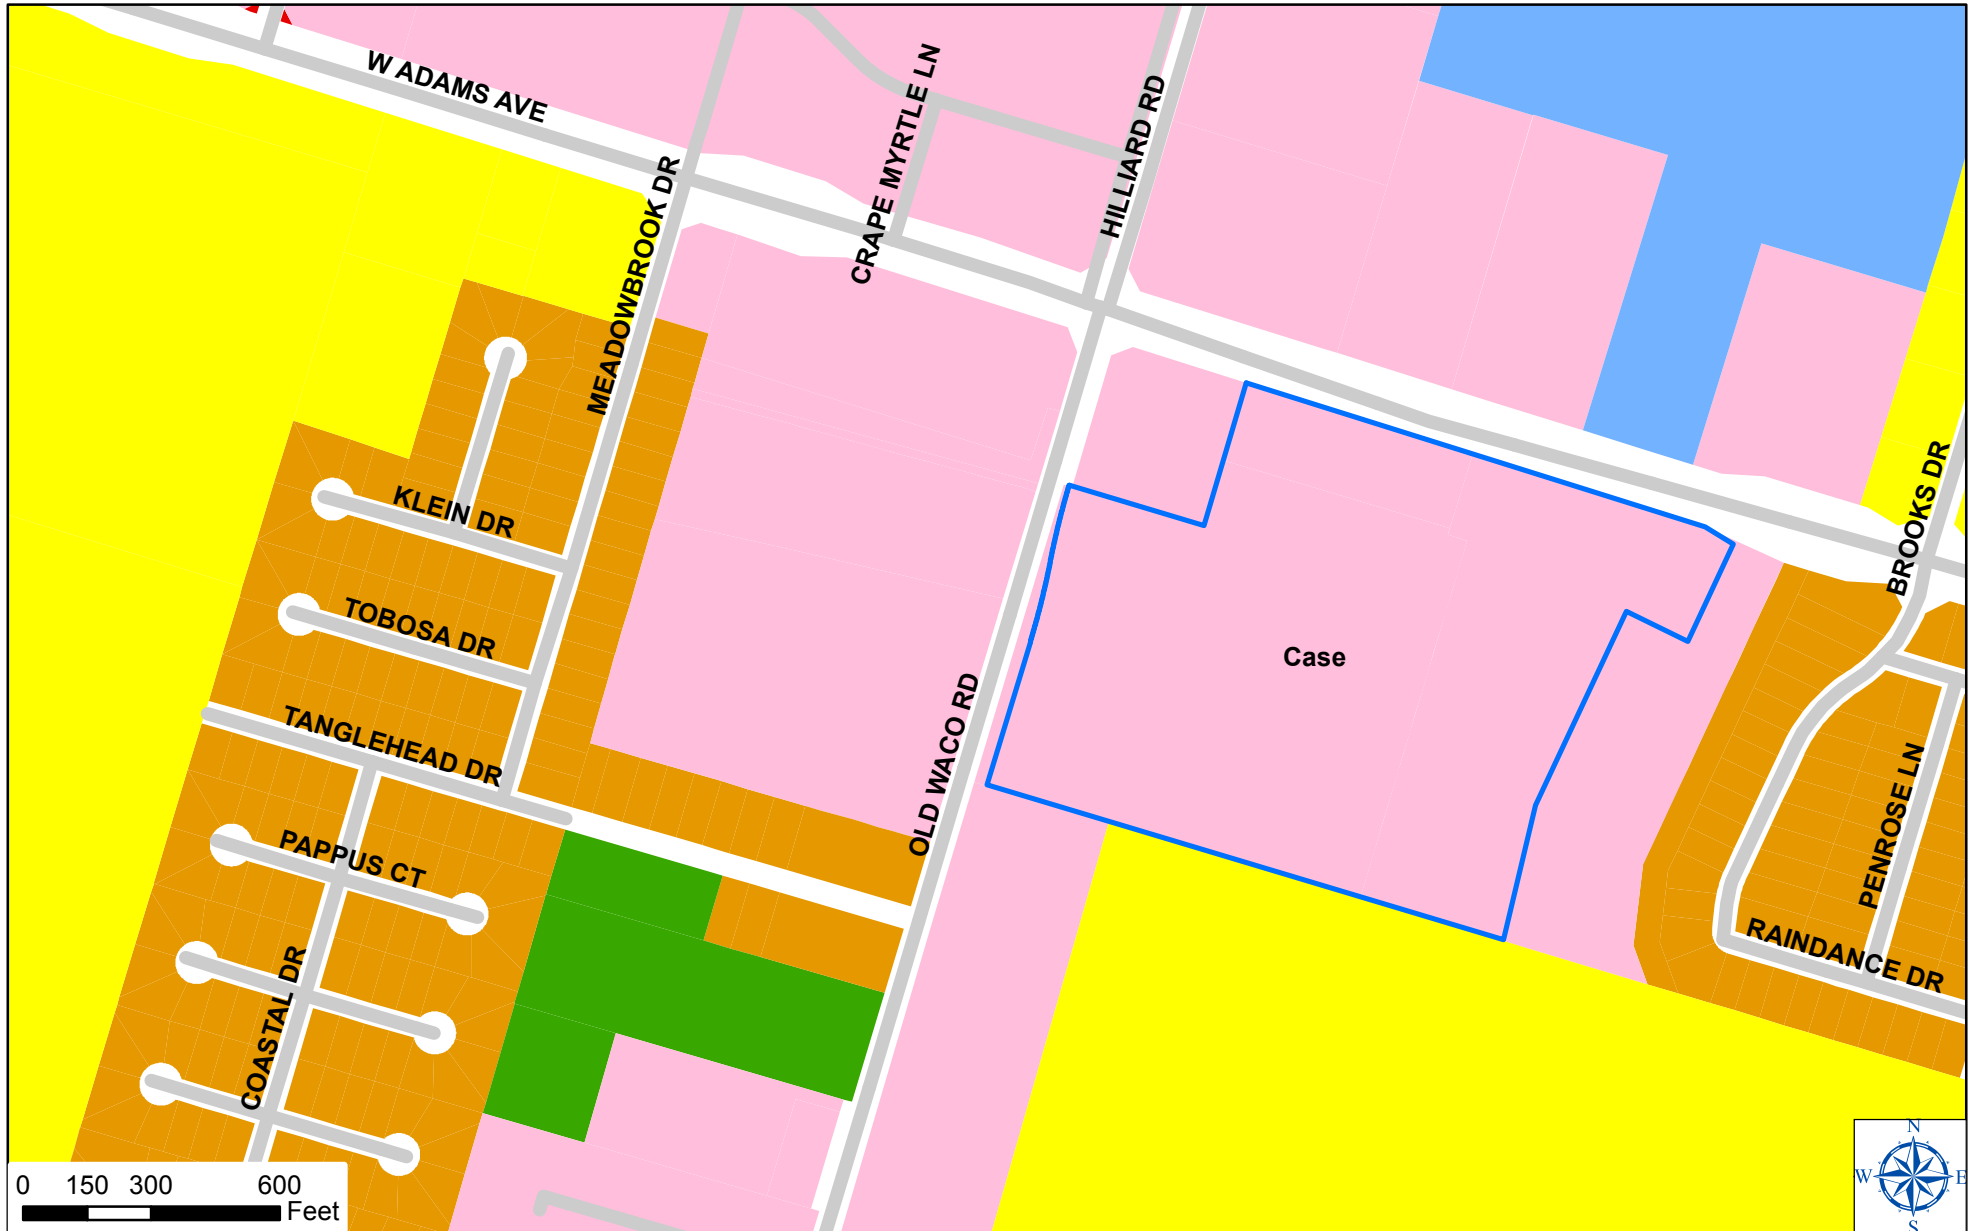 W ADAMS AVE
CRAPE MYRTLE LN
HILLIARD RD
MEADOWBROOK DR
BROOKS DR
KLEIN DR
TOBOSA DR
Case
TANGLEHEAD DR
OLD WACO RD
PENROSE LN
PAPPUS CT
RAINDANCE DR
COASTAL DR
0 150 300 600
Feet
N
W E
S